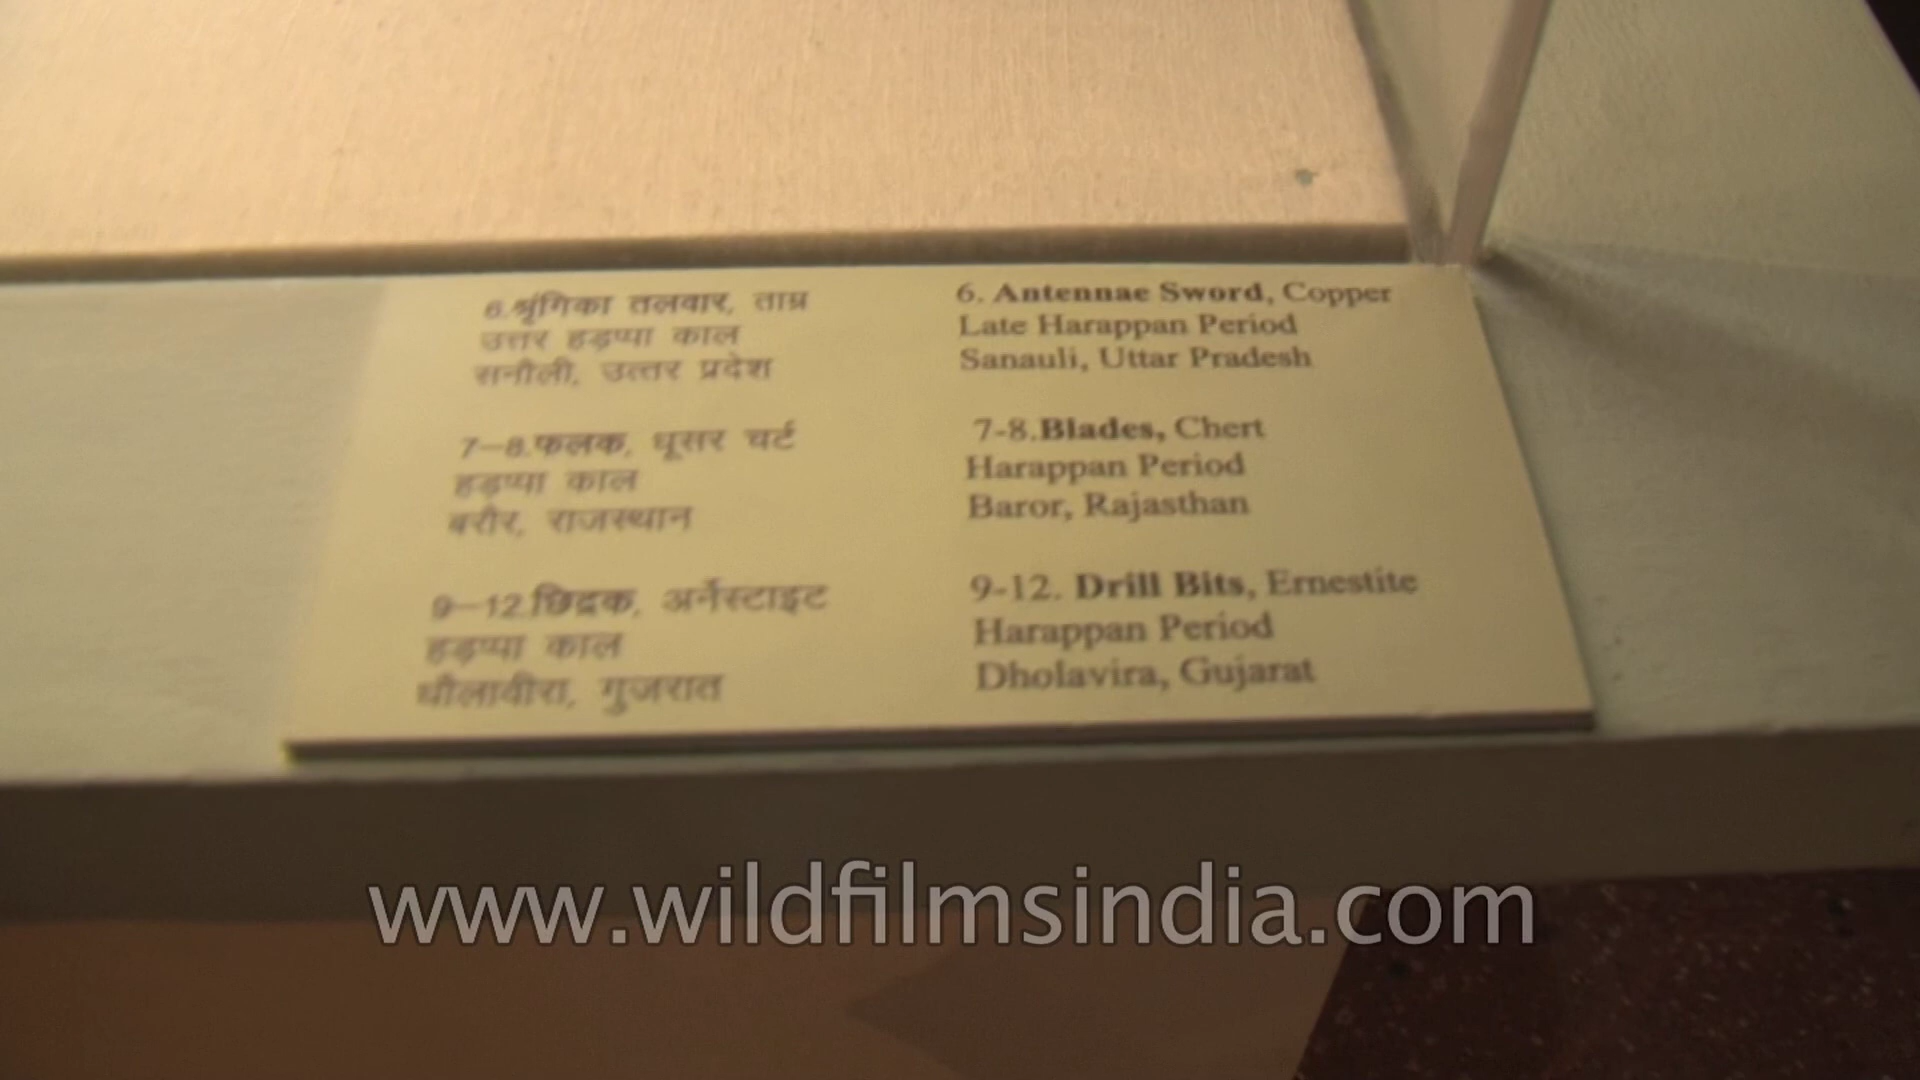 6.श्रृंगिका तलवार, ताम्र
उत्तर हड़प्पा काल
सनौली, उत्तर प्रदेश
7–8.फलक, धूसर चर्ट
हड़प्पा काल
बरौर, राजस्थान
9–12.छिद्रक, अर्नेस्टाइट
हड़प्पा काल
धौलावीरा, गुजरात
6. Antennae Sword, Copper
Late Harappan Period
Sanauli, Uttar Pradesh
7-8.Blades, Chert
Harappan Period
Baror, Rajasthan
9-12. Drill Bits, Ernestite
Harappan Period
Dholavira, Gujarat
www.wildfilmsindia.com